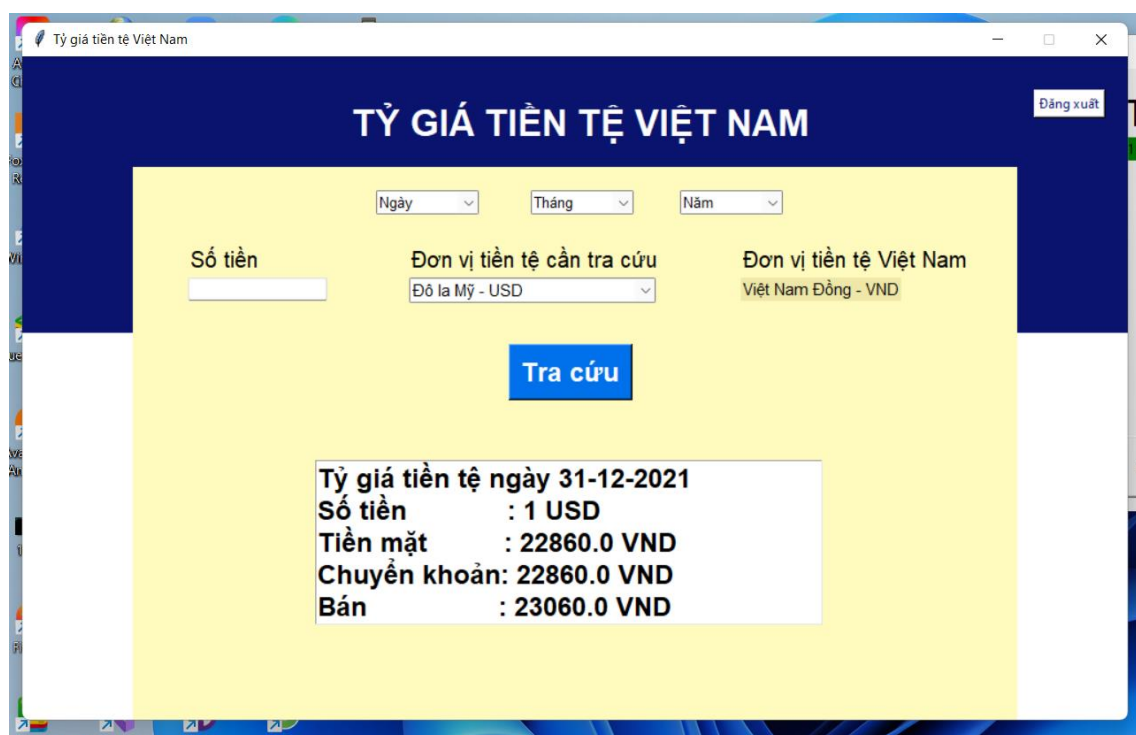 Tỷ giá tiền tệ Việt Nam
TỶ GIÁ TIỀN TỆ VIỆT NAM
Đăng xuất
Ngày Tháng Năm
Số tiền Đơn vị tiền tệ cần tra cứu Đơn vị tiền tệ Việt Nam
Đô la Mỹ - USD Việt Nam Đồng - VND
Tra cứu
Tỷ giá tiền tệ ngày 31-12-2021
Số tiền : 1 USD
Tiền mặt : 22860.0 VND
Chuyển khoản: 22860.0 VND
Bán : 23060.0 VND